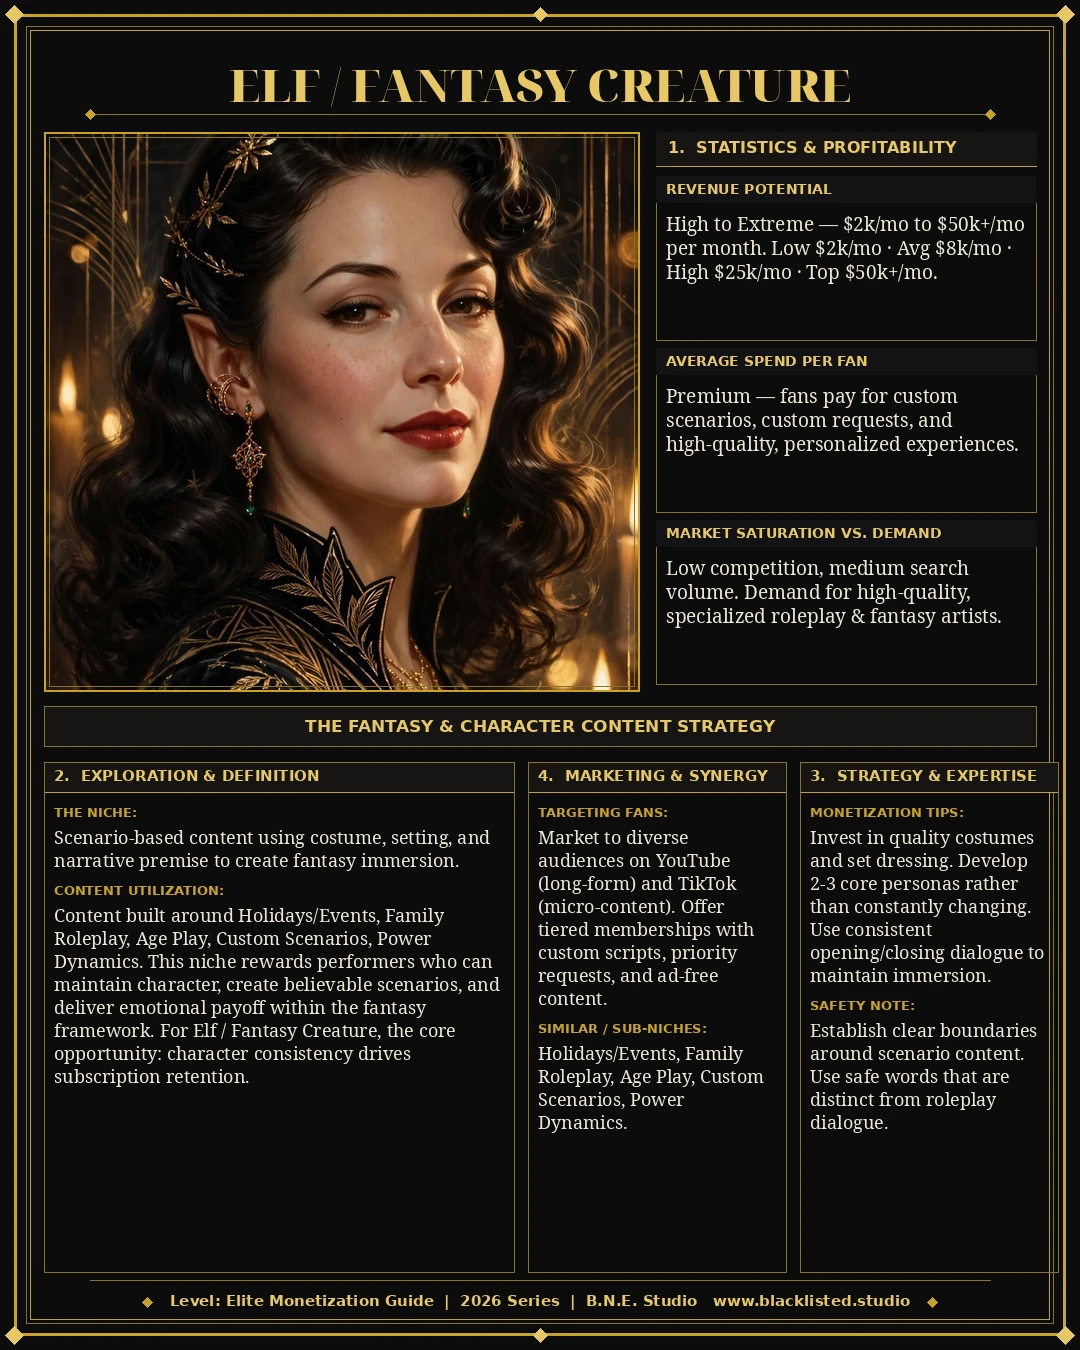 ELF / FANTASY CREATURE
1. STATISTICS & PROFITABILITY
REVENUE POTENTIAL
High to Extreme — $2k/mo to $50k+/mo
per month. Low $2k/mo · Avg $8k/mo ·
High $25k/mo · Top $50k+/mo.
AVERAGE SPEND PER FAN
Premium — fans pay for custom
scenarios, custom requests, and
high-quality, personalized experiences.
MARKET SATURATION VS. DEMAND
Low competition, medium search
volume. Demand for high-quality,
specialized roleplay & fantasy artists.
THE FANTASY & CHARACTER CONTENT STRATEGY
2. EXPLORATION & DEFINITION
THE NICHE:
Scenario-based content using costume, setting, and
narrative premise to create fantasy immersion.
CONTENT UTILIZATION:
Content built around Holidays/Events, Family
Roleplay, Age Play, Custom Scenarios, Power
Dynamics. This niche rewards performers who can
maintain character, create believable scenarios, and
deliver emotional payoff within the fantasy
framework. For Elf / Fantasy Creature, the core
opportunity: character consistency drives
subscription retention.
4. MARKETING & SYNERGY
TARGETING FANS:
Market to diverse
audiences on YouTube
(long-form) and TikTok
(micro-content). Offer
tiered memberships with
custom scripts, priority
requests, and ad-free
content.
SIMILAR / SUB-NICHES:
Holidays/Events, Family
Roleplay, Age Play, Custom
Scenarios, Power
Dynamics.
3. STRATEGY & EXPERTISE
MONETIZATION TIPS:
Invest in quality costumes
and set dressing. Develop
2-3 core personas rather
than constantly changing.
Use consistent
opening/closing dialogue to
maintain immersion.
SAFETY NOTE:
Establish clear boundaries
around scenario content.
Use safe words that are
distinct from roleplay
dialogue.
Level: Elite Monetization Guide | 2026 Series | B.N.E. Studio www.blacklisted.studio